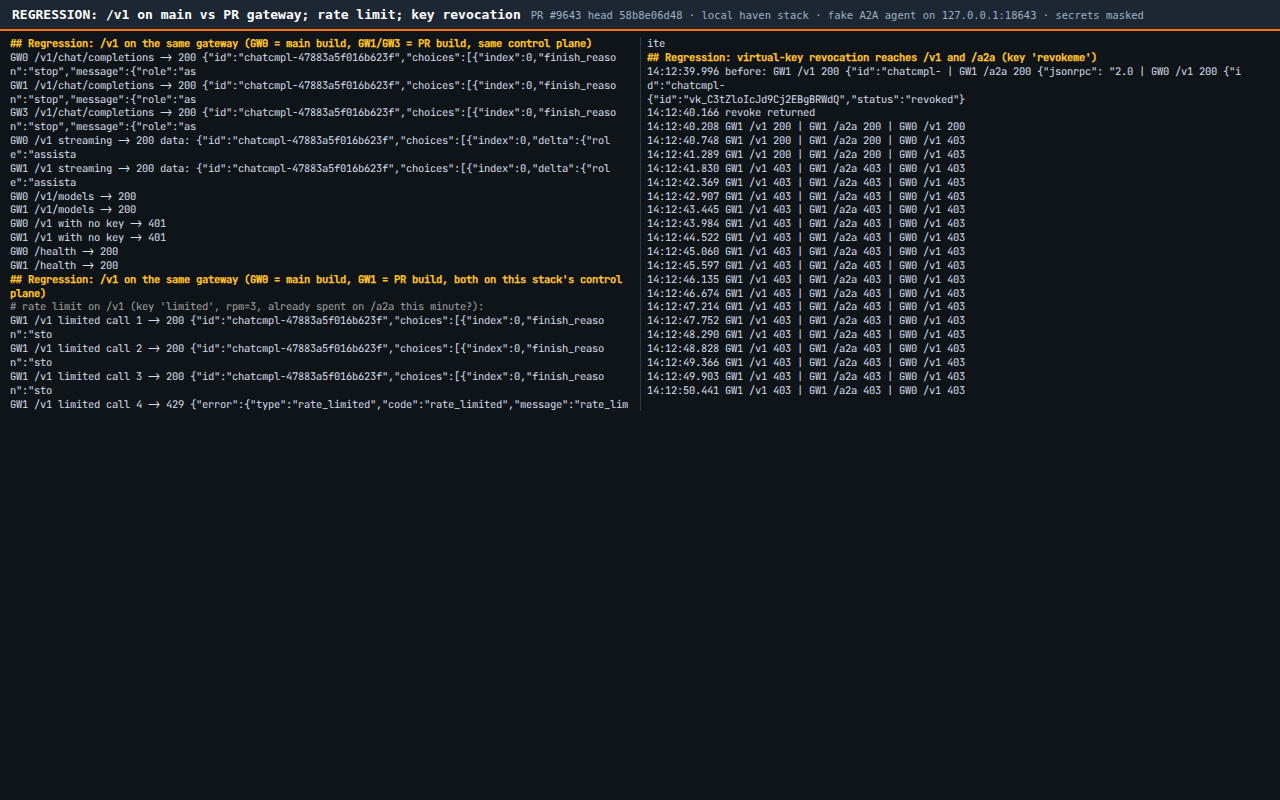 REGRESSION: /v1 on main vs PR gateway; rate limit; key revocation PR #9643 head 58b8e06d48 · local haven stack · fake A2A agent on 127.0.0.1:18643 · secrets masked
## Regression: /v1 on the same gateway (GW0 = main build, GW1/GW3 = PR build, same control plane)
GW0 /v1/chat/completions → 200 {"id":"chatcmpl-47883a5f016b623f","choices":[{"index":0,"finish_reaso
n":"stop","message":{"role":"as
GW1 /v1/chat/completions → 200 {"id":"chatcmpl-47883a5f016b623f","choices":[{"index":0,"finish_reaso
n":"stop","message":{"role":"as
GW3 /v1/chat/completions → 200 {"id":"chatcmpl-47883a5f016b623f","choices":[{"index":0,"finish_reaso
n":"stop","message":{"role":"as
GW0 /v1 streaming → 200 data: {"id":"chatcmpl-47883a5f016b623f","choices":[{"index":0,"delta":{"rol
e":"assista
GW1 /v1 streaming → 200 data: {"id":"chatcmpl-47883a5f016b623f","choices":[{"index":0,"delta":{"rol
e":"assista
GW0 /v1/models → 200
GW1 /v1/models → 200
GW0 /v1 with no key → 401
GW1 /v1 with no key → 401
GW0 /health → 200
GW1 /health → 200
## Regression: /v1 on the same gateway (GW0 = main build, GW1 = PR build, both on this stack's control
plane)
# rate limit on /v1 (key 'limited', rpm=3, already spent on /a2a this minute?):
GW1 /v1 limited call 1 → 200 {"id":"chatcmpl-47883a5f016b623f","choices":[{"index":0,"finish_reaso
n":"sto
GW1 /v1 limited call 2 → 200 {"id":"chatcmpl-47883a5f016b623f","choices":[{"index":0,"finish_reaso
n":"sto
GW1 /v1 limited call 3 → 200 {"id":"chatcmpl-47883a5f016b623f","choices":[{"index":0,"finish_reaso
n":"sto
GW1 /v1 limited call 4 → 429 {"error":{"type":"rate_limited","code":"rate_limited","message":"rate_lim
ite
## Regression: virtual-key revocation reaches /v1 and /a2a (key 'revokeme')
14:12:39.996 before: GW1 /v1 200 {"id":"chatcmpl- | GW1 /a2a 200 {"jsonrpc": "2.0 | GW0 /v1 200 {"i
d":"chatcmpl-
{"id":"vk_C3tZloIcJd9Cj2EBgBRWdQ","status":"revoked"}
14:12:40.166 revoke returned
14:12:40.208 GW1 /v1 200 | GW1 /a2a 200 | GW0 /v1 200
14:12:40.748 GW1 /v1 200 | GW1 /a2a 200 | GW0 /v1 403
14:12:41.289 GW1 /v1 200 | GW1 /a2a 200 | GW0 /v1 403
14:12:41.830 GW1 /v1 403 | GW1 /a2a 403 | GW0 /v1 403
14:12:42.369 GW1 /v1 403 | GW1 /a2a 403 | GW0 /v1 403
14:12:42.907 GW1 /v1 403 | GW1 /a2a 403 | GW0 /v1 403
14:12:43.445 GW1 /v1 403 | GW1 /a2a 403 | GW0 /v1 403
14:12:43.984 GW1 /v1 403 | GW1 /a2a 403 | GW0 /v1 403
14:12:44.522 GW1 /v1 403 | GW1 /a2a 403 | GW0 /v1 403
14:12:45.060 GW1 /v1 403 | GW1 /a2a 403 | GW0 /v1 403
14:12:45.597 GW1 /v1 403 | GW1 /a2a 403 | GW0 /v1 403
14:12:46.135 GW1 /v1 403 | GW1 /a2a 403 | GW0 /v1 403
14:12:46.674 GW1 /v1 403 | GW1 /a2a 403 | GW0 /v1 403
14:12:47.214 GW1 /v1 403 | GW1 /a2a 403 | GW0 /v1 403
14:12:47.752 GW1 /v1 403 | GW1 /a2a 403 | GW0 /v1 403
14:12:48.290 GW1 /v1 403 | GW1 /a2a 403 | GW0 /v1 403
14:12:48.828 GW1 /v1 403 | GW1 /a2a 403 | GW0 /v1 403
14:12:49.366 GW1 /v1 403 | GW1 /a2a 403 | GW0 /v1 403
14:12:49.903 GW1 /v1 403 | GW1 /a2a 403 | GW0 /v1 403
14:12:50.441 GW1 /v1 403 | GW1 /a2a 403 | GW0 /v1 403